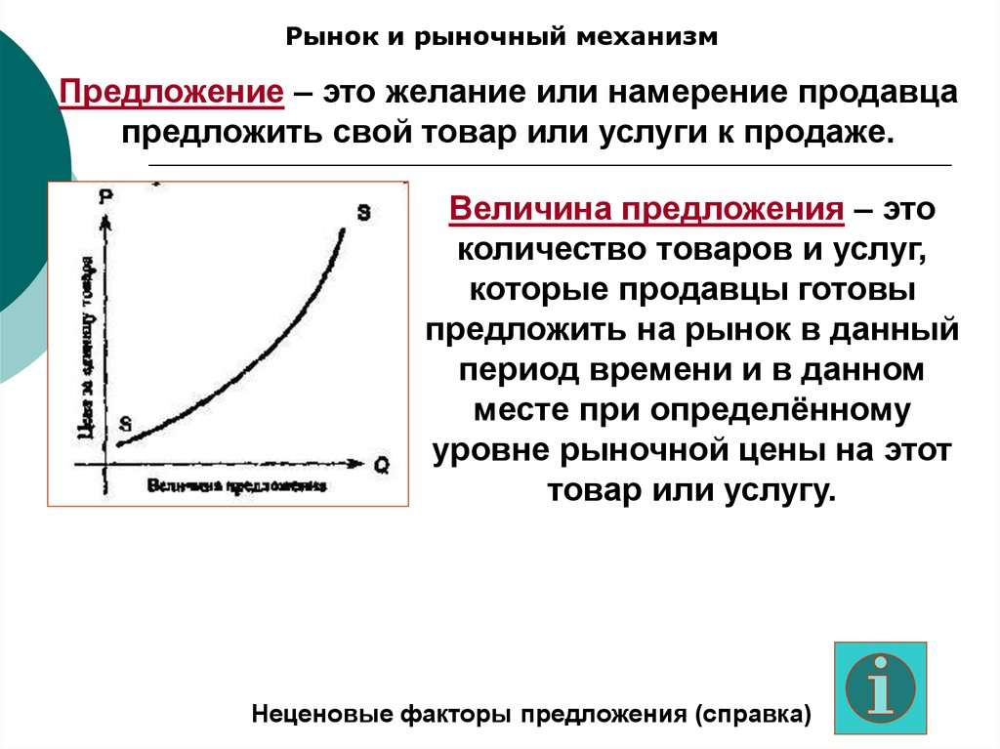 Рынок и рыночный механизм
Предложение – это желание или намерение продавца
предложить свой товар или услуги к продаже.
P
S
Цена за единицу товара
S
Q
Величина предложения
Величина предложения – это
количество товаров и услуг,
которые продавцы готовы
предложить на рынок в данный
период времени и в данном
месте при определённому
уровне рыночной цены на этот
товар или услугу.
Неценовые факторы предложения (справка)
i